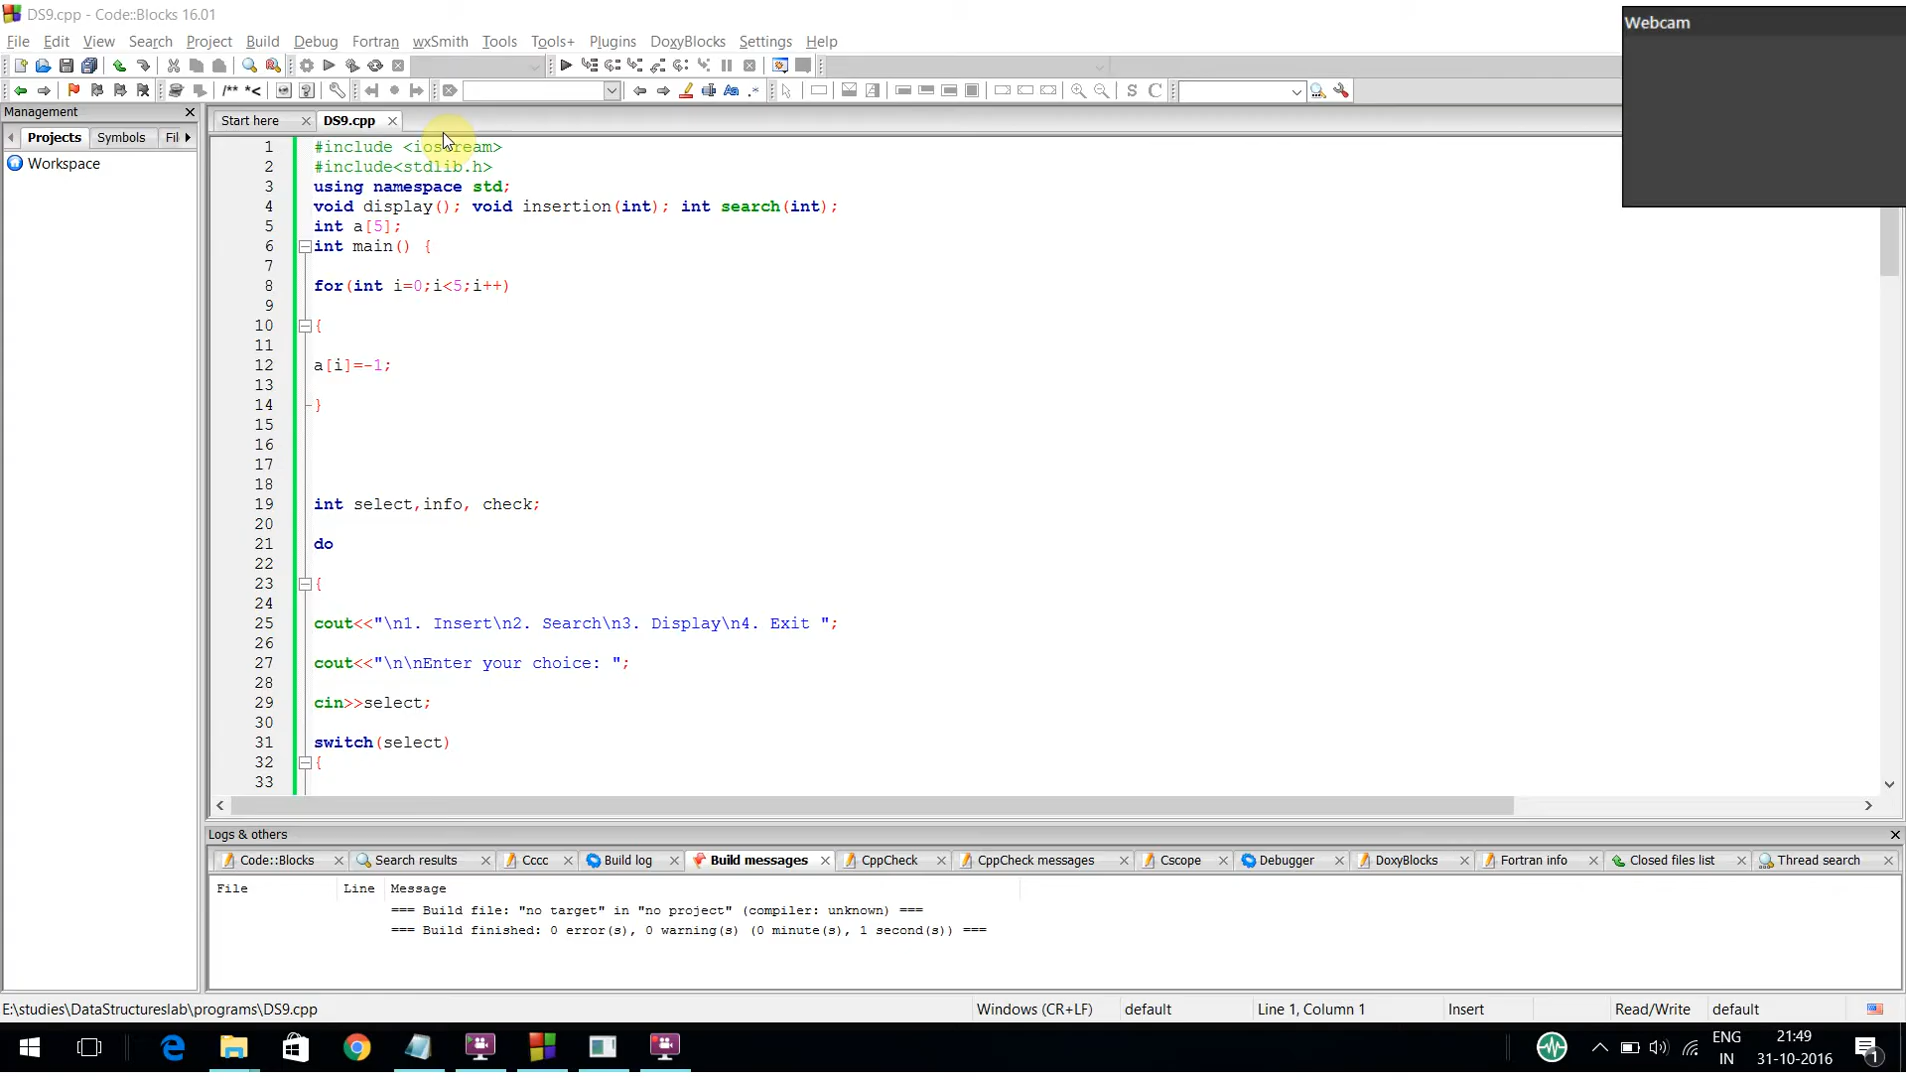 DS9.cpp - Code::Blocks 16.01
Webcam
File Edit View Search Project Build Debug Fortran wxSmith Tools Tools+ Plugins DoxyBlocks Settings Help
/** *<
Aa .*
S C
Management
Start here DS9.cpp
Projects Symbols Fil
Workspace
1 #include <iostream>
2 #include<stdlib.h>
3 using namespace std;
4 void display(); void insertion(int); int search(int);
5 int a[5];
6 int main() {
7
8 for(int i=0;i<5;i++)
9
10 {
11
12 a[i]=-1;
13
14 }
15
16
17
18
19 int select,info, check;
20
21 do
22
23 {
24
25 cout<<"\n1. Insert\n2. Search\n3. Display\n4. Exit ";
26
27 cout<<"\n\nEnter your choice: ";
28
29 cin>>select;
30
31 switch(select)
32 {
33
Logs & others
Code::Blocks Search results Cccc Build log Build messages CppCheck CppCheck messages Cscope Debugger DoxyBlocks Fortran info Closed files list Thread search
File Line Message
=== Build file: "no target" in "no project" (compiler: unknown) ===
=== Build finished: 0 error(s), 0 warning(s) (0 minute(s), 1 second(s)) ===
E:\studies\DataStructureslab\programs\DS9.cpp Windows (CR+LF) default Line 1, Column 1 Insert Read/Write default
ENG 21:49
IN 31-10-2016
1